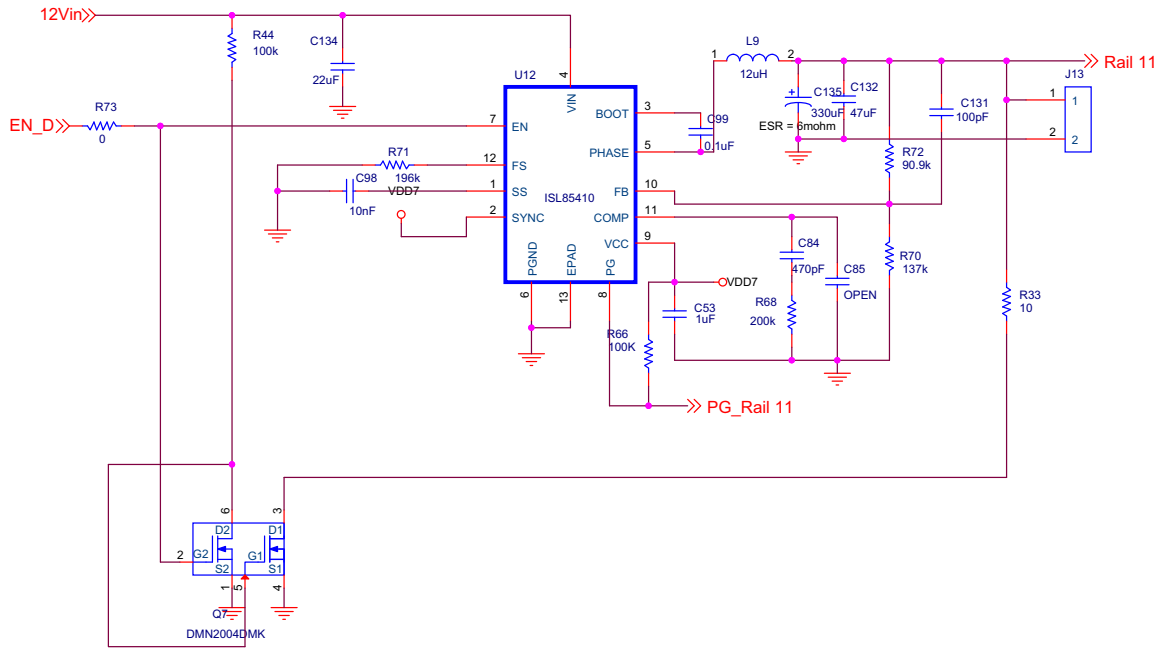 12Vin
R44
100k
C134
22uF
U12
4
VIN
L9
1
2
12uH
Rail 11
J13
1
1
2
2
R73
0
EN_D
7
EN
BOOT
3
C99
0.1uF
PHASE
5
C135
330uF
ESR = 6mohm
C132
47uF
C131
100pF
R72
90.9k
R71
196k
12
FS
C98
10nF
VDD7
1
SS
2
SYNC
ISL85410
FB
10
COMP
11
VCC
9
PGND
EPAD
PG
6
13
8
C84
470pF
C85
OPEN
R70
137k
VDD7
C53
1uF
R68
200k
R33
10
R66
100K
PG_Rail 11
6
3
D2
D1
2
G2
G1
S2
S1
1
5
4
Q7
DMN2004DMK